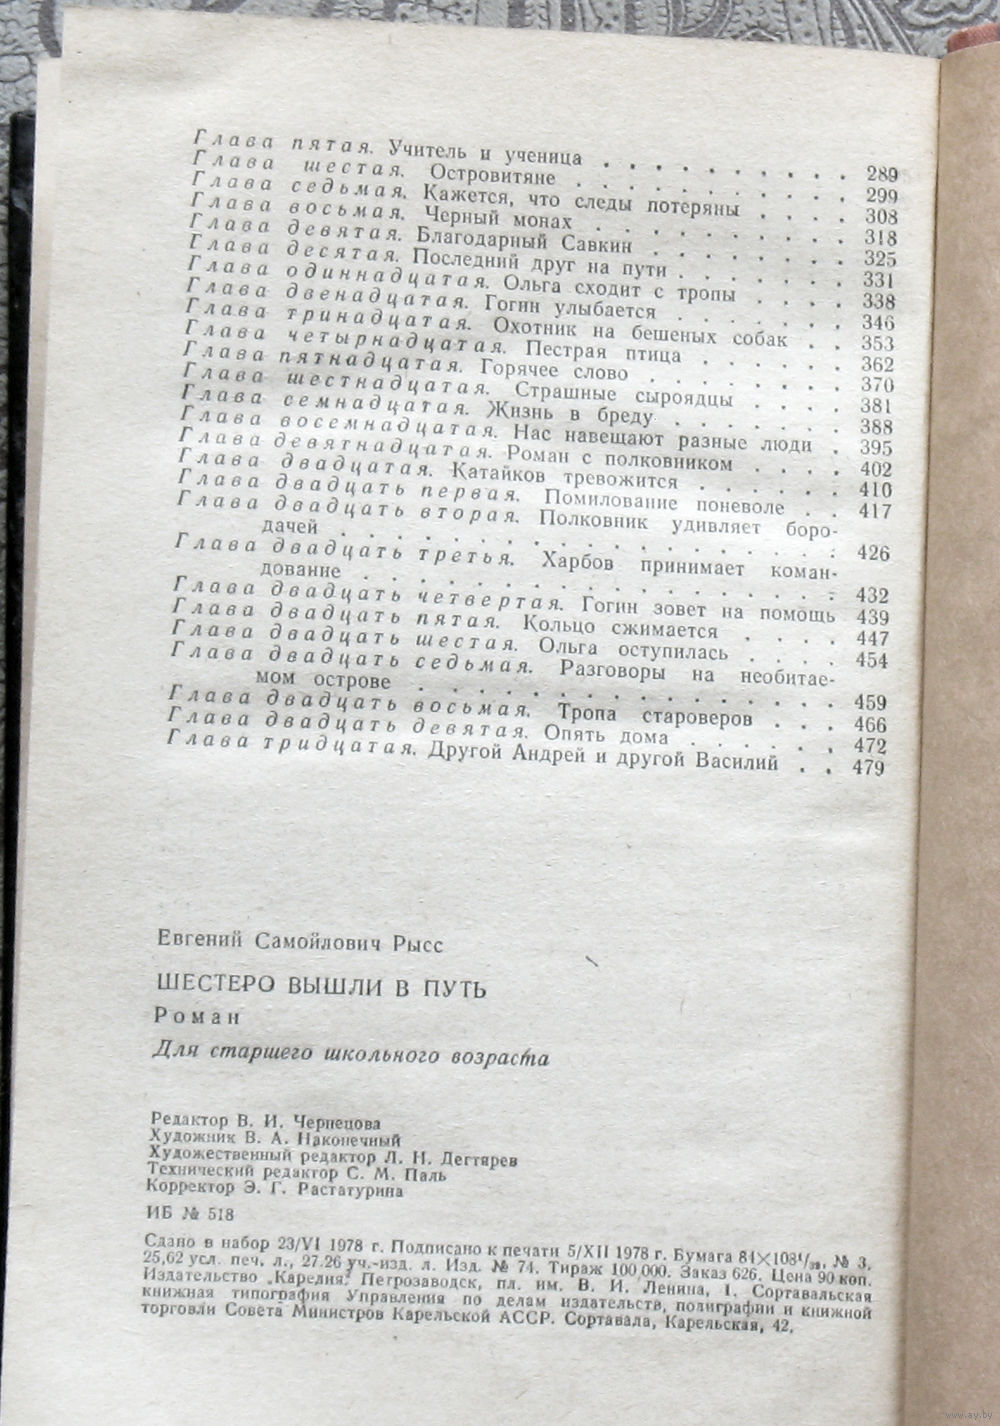 Глава пятая. Учитель и ученица . . . . . . . . . . 289
Глава шестая. Островитяне . . . . . . . . . . . 299
Глава седьмая. Кажется, что следы потеряны . . . . 308
Глава восьмая. Черный монах . . . . . . . . . . 318
Глава девятая. Благодарный Савкин . . . . . . . . 325
Глава десятая. Последний друг на пути . . . . . . . 331
Глава одиннадцатая. Ольга сходит с тропы . . . . 338
Глава двенадцатая. Гогин улыбается . . . . . . . 346
Глава тринадцатая. Охотник на бешеных собак . . 353
Глава четырнадцатая. Пестрая птица . . . . . . 362
Глава пятнадцатая. Горячее слово . . . . . . . . 370
Глава шестнадцатая. Страшные сыроядцы . . . . 381
Глава семнадцатая. Жизнь в бреду . . . . . . . 388
Глава восемнадцатая. Нас навещают разные люди . 395
Глава девятнадцатая. Роман с полковником . . . . 402
Глава двадцатая. Катайков тревожится . . . . . . 410
Глава двадцать первая. Помилование поневоле . . 417
Глава двадцать вторая. Полковник удивляет боро-
дачей . . . . . . . . . . . . . . . . . . . 426
Глава двадцать третья. Харбов принимает коман-
дование . . . . . . . . . . . . . . . . . . 432
Глава двадцать четвертая. Гогин зовет на помощь 439
Глава двадцать пятая. Кольцо сжимается . . . . 447
Глава двадцать шестая. Ольга оступилась . . . . 454
Глава двадцать седьмая. Разговоры на необитае-
мом острове . . . . . . . . . . . . . . . 459
Глава двадцать восьмая. Тропа староверов . . . 466
Глава двадцать девятая. Опять дома . . . . . . 472
Глава тридцатая. Другой Андрей и другой Василий . . 479
Евгений Самойлович Рысс
ШЕСТЕРО ВЫШЛИ В ПУТЬ
Роман
Для старшего школьного возраста
Редактор В. И. Чернецова
Художник В. А. Наконечный
Художественный редактор Л. Н. Дегтярев
Технический редактор С. М. Паль
Корректор Э. Г. Растатурина
ИБ № 518
Сдано в набор 23/VI 1978 г. Подписано к печати 5/XII 1978 г. Бумага 84×108¹/₃₂, № 3.
25,62 усл. печ. л., 27.26 уч.-изд. л. Изд. № 74. Тираж 100 000. Заказ 626. Цена 90 коп.
Издательство „Карелия." Петрозаводск, пл. им. В. И. Ленина, 1. Сортавальская
книжная типография Управления по делам издательств, полиграфии и книжной
торговли Совета Министров Карельской АССР. Сортавала, Карельская, 42.
www.ay.by